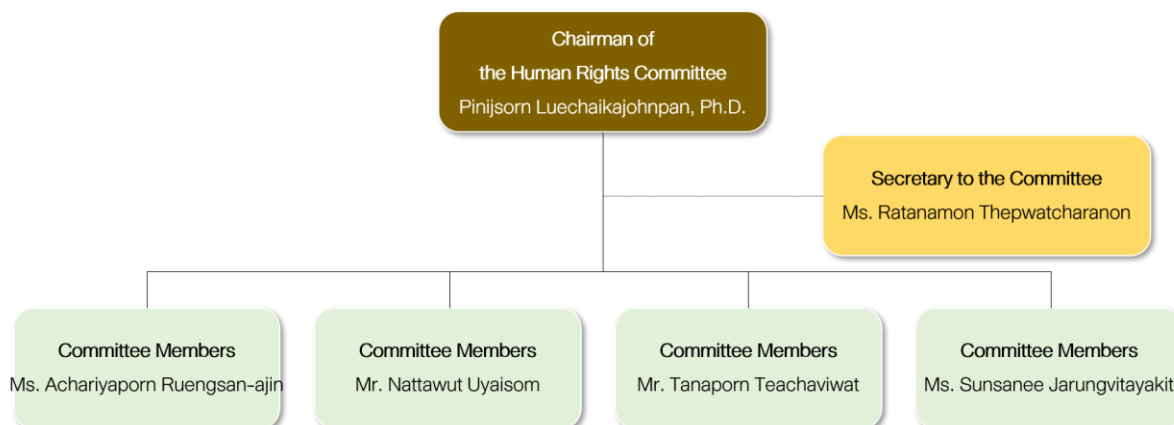 Chairman of
the Human Rights Committee
Pinijsorn Luechaikajohnpan, Ph.D.
Secretary to the Committee
Ms. Ratanamon Thepwatcharanon
Committee Members
Ms. Achariyaporn Ruengsan-ajin
Committee Members
Mr. Nattawut Uyaisom
Committee Members
Mr. Tanaporn Teachaviwat
Committee Members
Ms. Sunsanee Jarungvitayakit